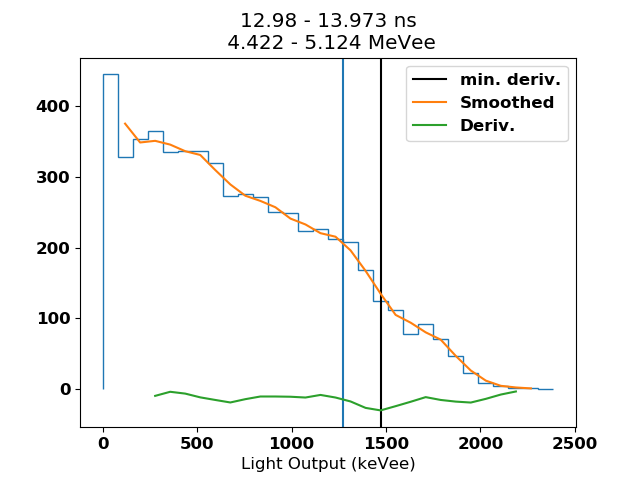 12.98 - 13.973 ns
4.422 - 5.124 MeVee
min. deriv.
Smoothed
Deriv.
400
300
200
100
0
0 500 1000 1500 2000 2500
Light Output (keVee)